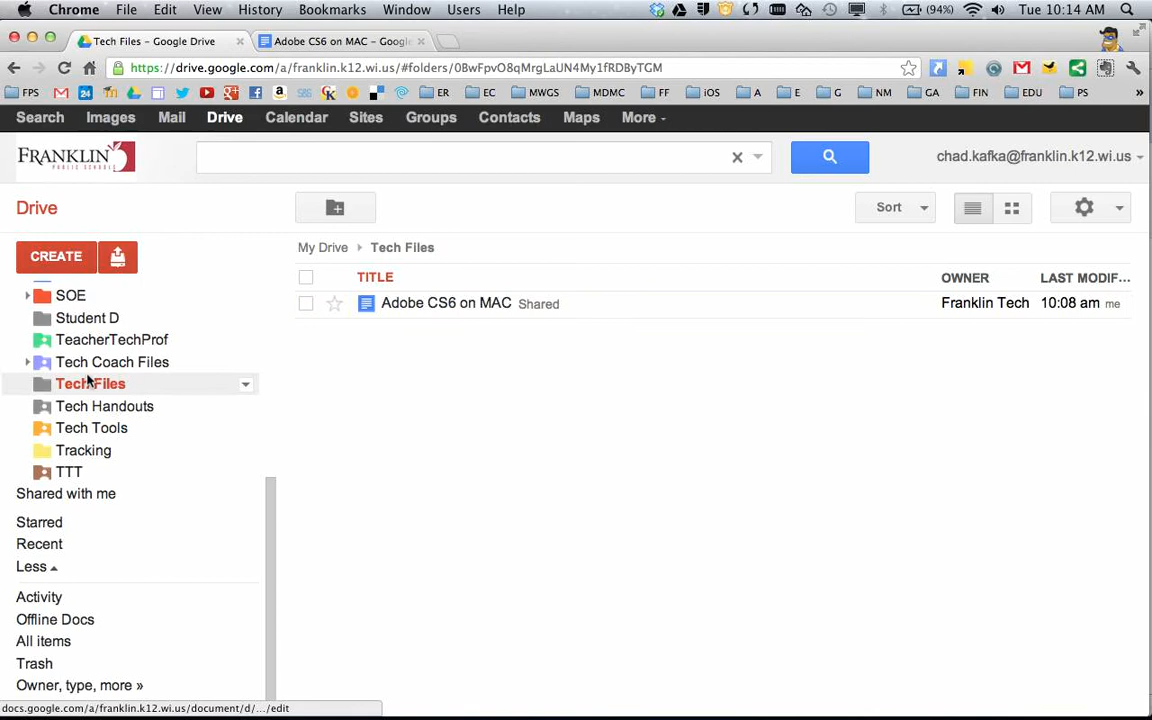 Chrome File Edit View History Bookmarks Window Users Help (94%) Tue 10:14 AM
Tech Files – Google Drive Adobe CS6 on MAC – Google
https://drive.google.com/a/franklin.k12.wi.us/#folders/0BwFpvO8qMrgLaUN4My1fRDByTGM
FPS 24 ER EC MWGS MDMC FF iOS A E G NM GA FIN EDU PS »
Search Images Mail Drive Calendar Sites Groups Contacts Maps More
FRANKLIN
PUBLIC SCHOOLS
chad.kafka@franklin.k12.wi.us
Drive
Sort
CREATE
My Drive Tech Files
TITLE OWNER LAST MODIF...
Adobe CS6 on MAC Shared Franklin Tech 10:08 am me
SOE
Student D
TeacherTechProf
Tech Coach Files
Tech Files
Tech Handouts
Tech Tools
Tracking
TTT
Shared with me
Starred
Recent
Less
Activity
Offline Docs
All items
Trash
Owner, type, more »
docs.google.com/a/franklin.k12.wi.us/document/d/.../edit